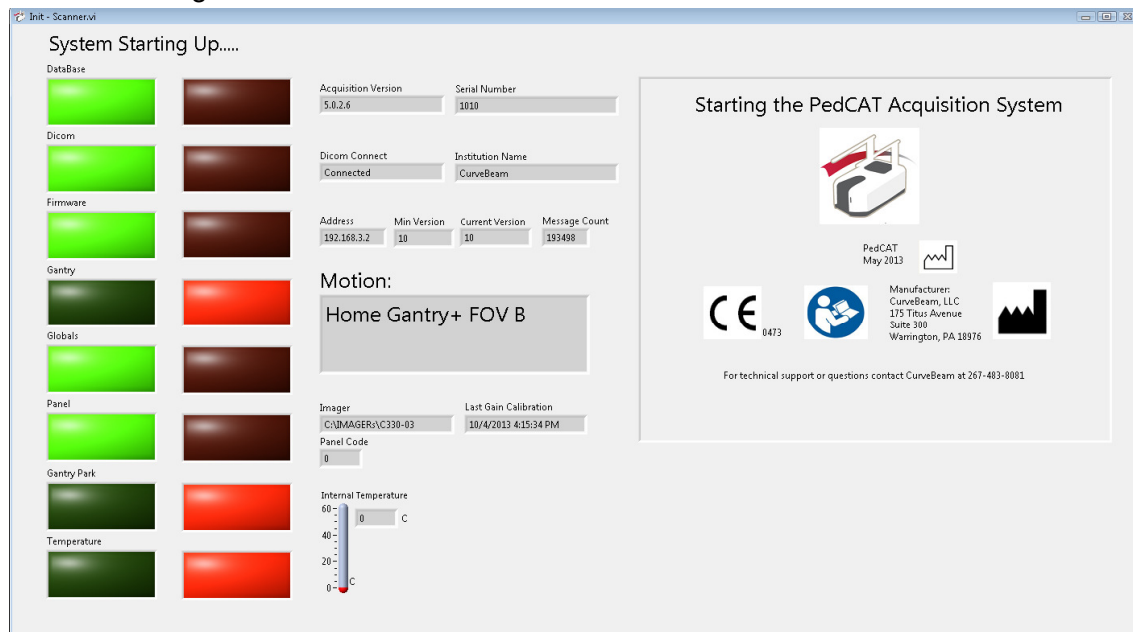 Init - Scanner.vi
System Starting Up.....
DataBase
Acquisition Version Serial Number
5.0.2.6 1010
Dicom
Dicom Connect Institution Name
Connected CurveBeam
Firmware
Address Min Version Current Version Message Count
192.168.3.2 10 10 193498
Gantry
Motion:
Home Gantry+ FOV B
Globals
Panel
Imager Last Gain Calibration
C:\IMAGERs\C330-03 10/4/2013 4:15:34 PM
Panel Code
0
Gantry Park
Internal Temperature
60
0 C
40
Temperature
20
C
0
Starting the PedCAT Acquisition System
PedCAT
May 2013
CE 0473
Manufacturer:
CurveBeam, LLC
175 Titus Avenue
Suite 300
Warrington, PA 18976
For technical support or questions contact CurveBeam at 267-483-8081